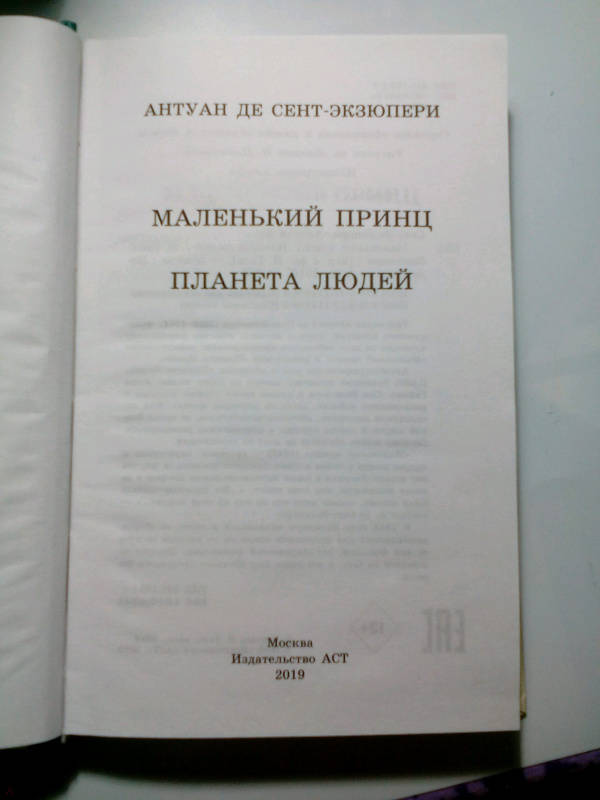 АНТУАН ДЕ СЕНТ-ЭКЗЮПЕРИ
МАЛЕНЬКИЙ ПРИНЦ
ПЛАНЕТА ЛЮДЕЙ
Москва
Издательство АСТ
2019